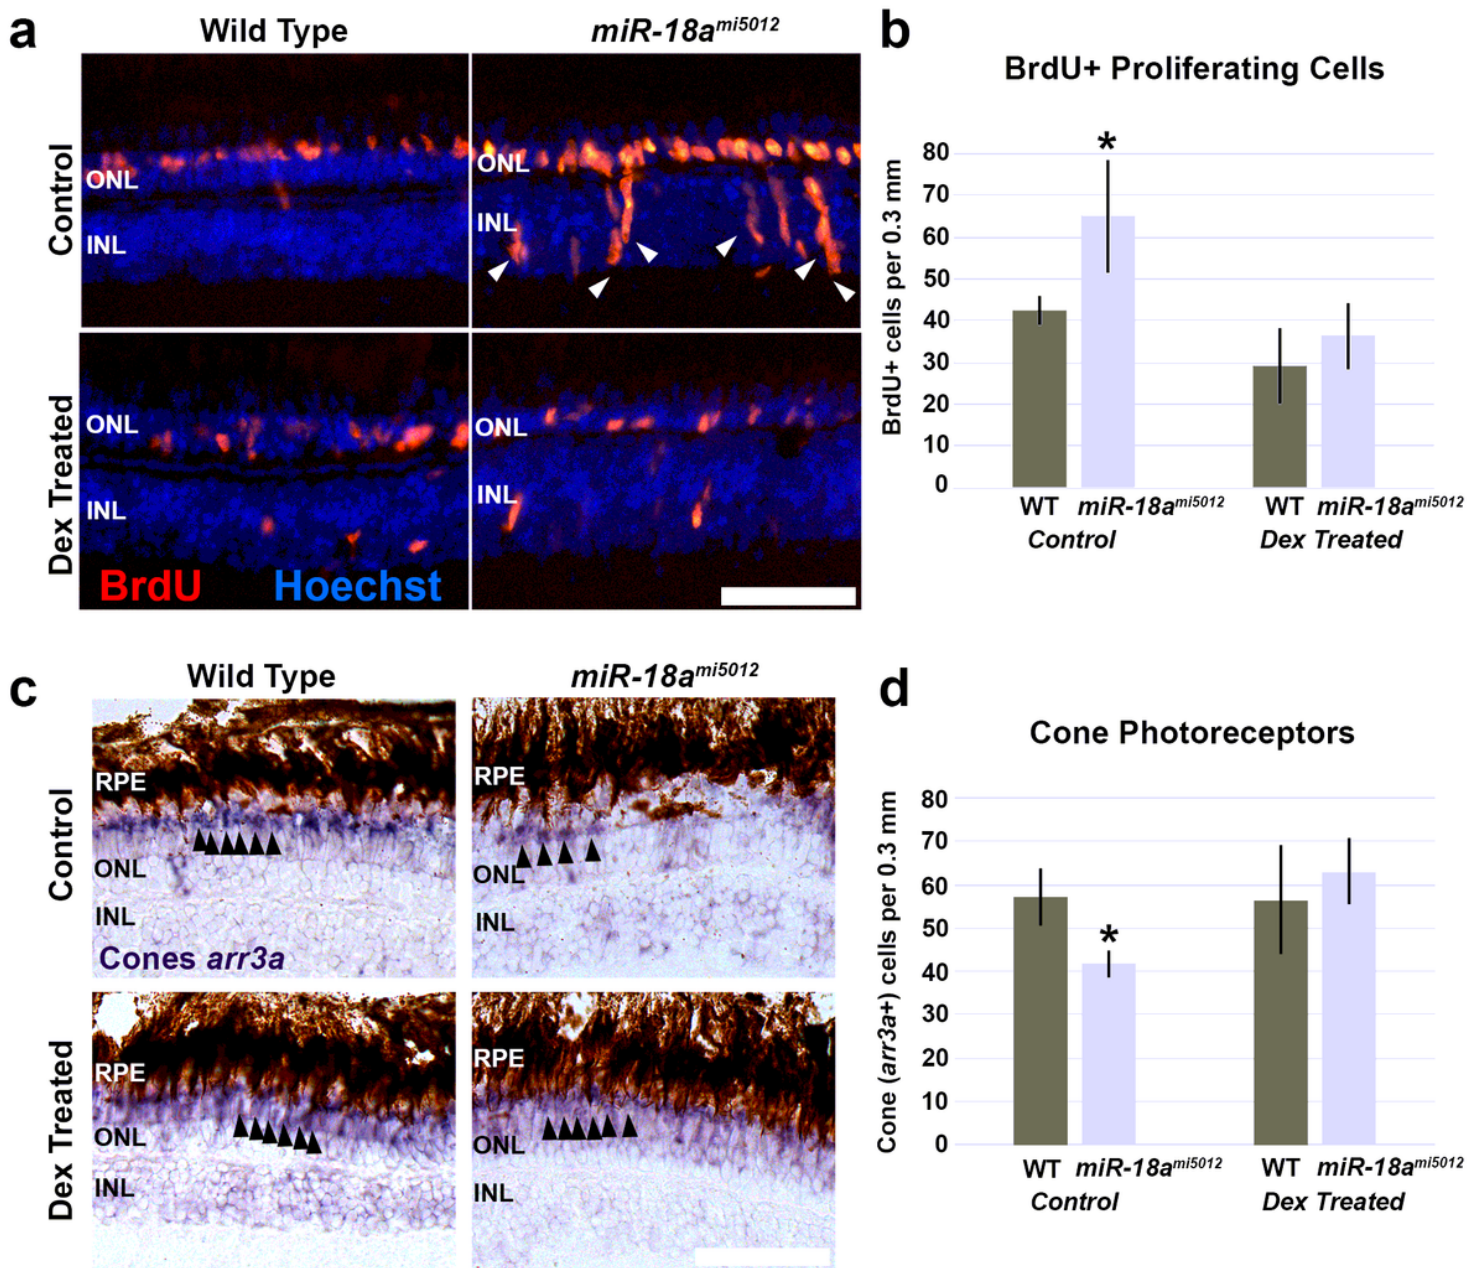 a
Wild Type
miR-18a^mi5012
Control
ONL
INL
ONL
INL
Dex Treated
ONL
INL
ONL
INL
BrdU
Hoechst
b
BrdU+ Proliferating Cells
BrdU+ cells per 0.3 mm
80
70
60
50
40
30
20
10
0
*
WT
miR-18a^mi5012
WT
miR-18a^mi5012
Control
Dex Treated
c
Wild Type
miR-18a^mi5012
Control
RPE
ONL
INL
Cones arr3a
RPE
ONL
INL
Dex Treated
RPE
ONL
INL
RPE
ONL
INL
d
Cone Photoreceptors
Cone (arr3a+) cells per 0.3 mm
80
70
60
50
40
30
20
10
0
*
WT
miR-18a^mi5012
WT
miR-18a^mi5012
Control
Dex Treated